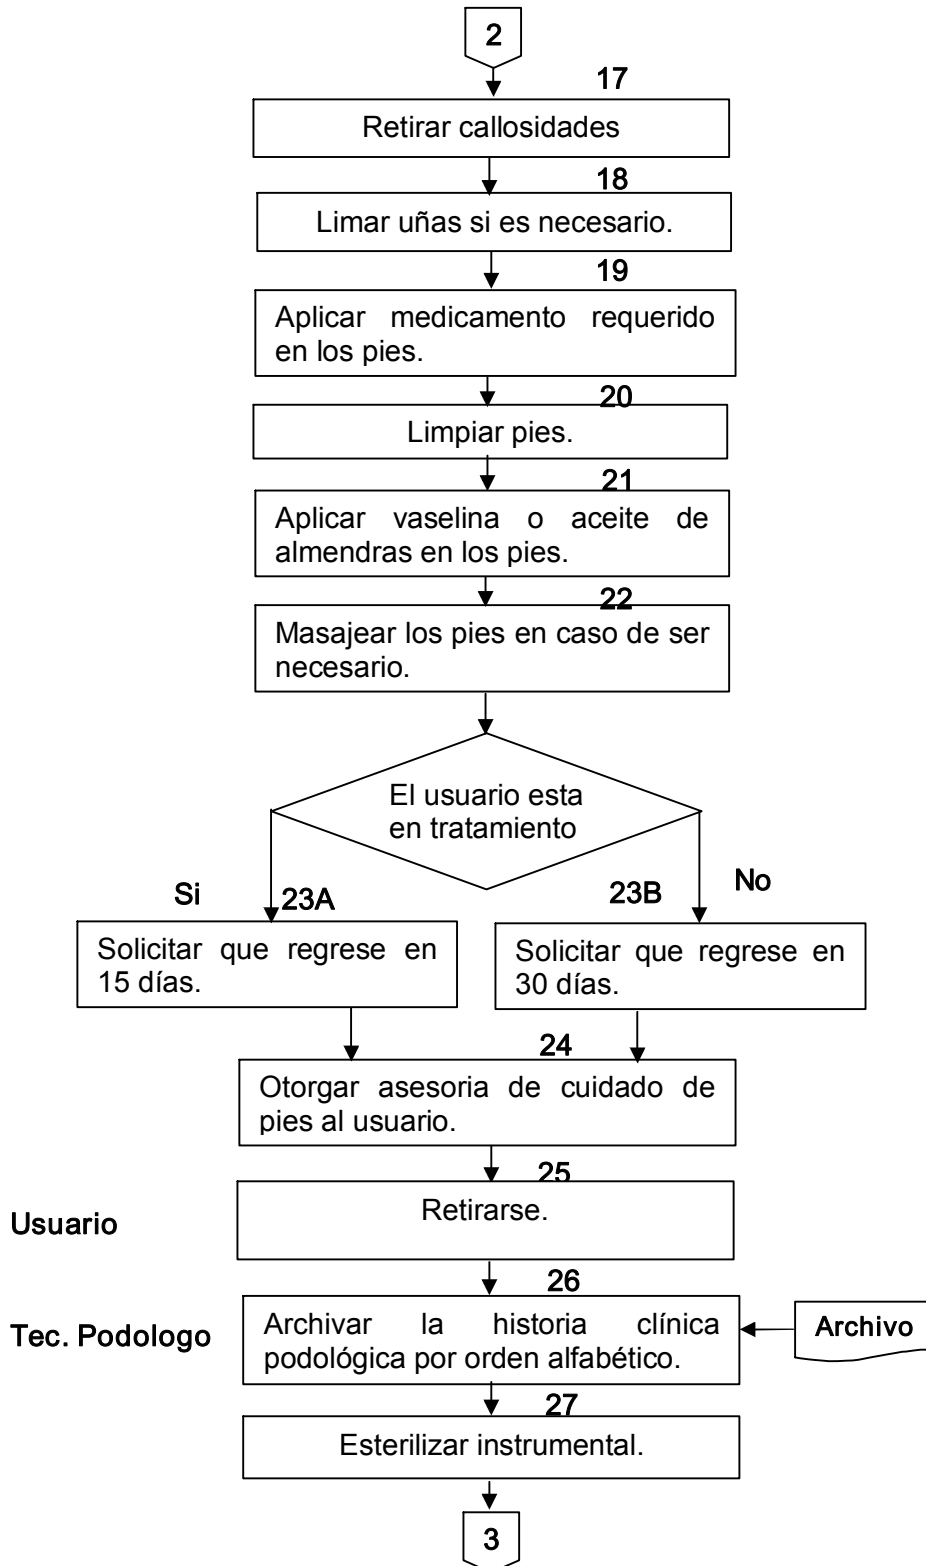 2
17
Retirar callosidades
18
Limar uñas si es necesario.
19
Aplicar medicamento requerido
en los pies.
20
Limpiar pies.
21
Aplicar vaselina o aceite de
almendras en los pies.
22
Masajear los pies en caso de ser
necesario.
El usuario esta
en tratamiento
Si
23A
23B
No
Solicitar que regrese en
15 días.
Solicitar que regrese en
30 días.
24
Otorgar asesoria de cuidado de
pies al usuario.
25
Usuario
Retirarse.
26
Tec. Podologo
Archivar la historia clínica
podológica por orden alfabético.
Archivo
27
Esterilizar instrumental.
3